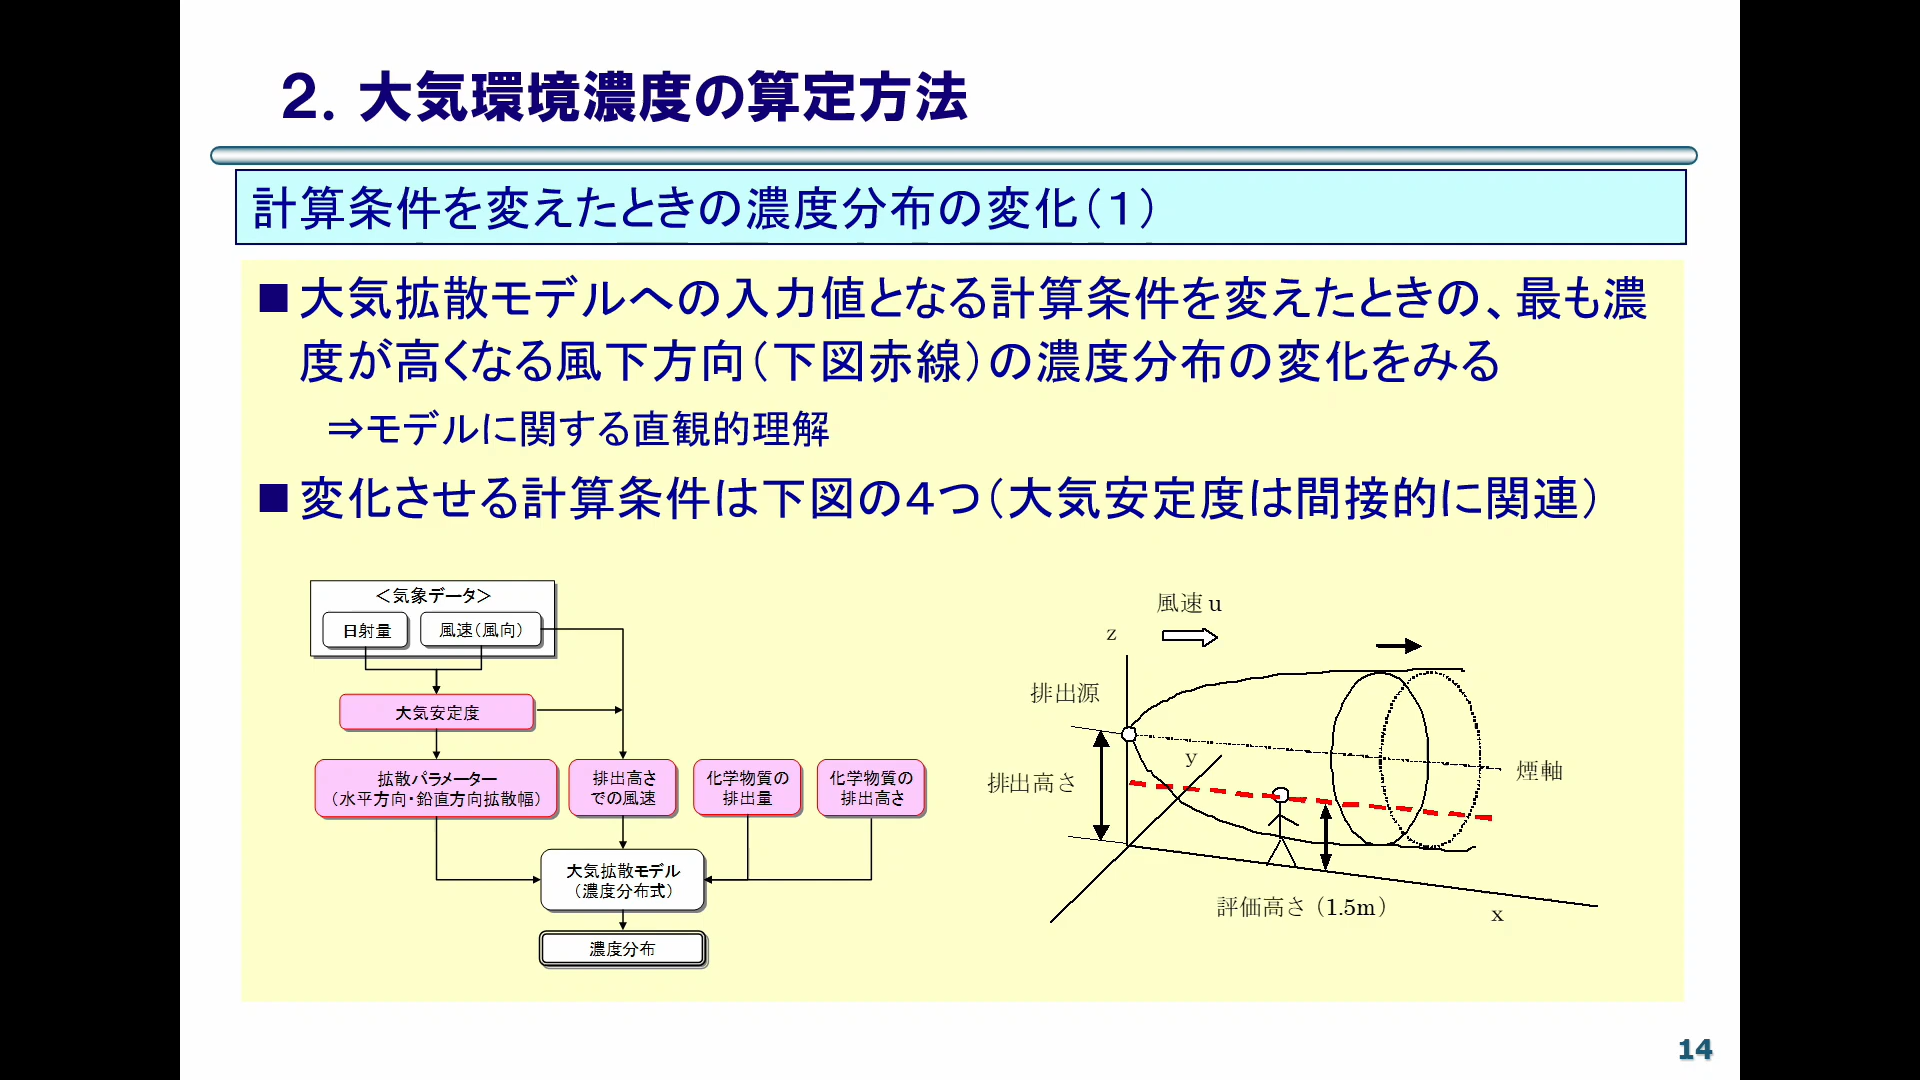 2. 大気環境濃度の算定方法
計算条件を変えたときの濃度分布の変化(1)
■大気拡散モデルへの入力値となる計算条件を変えたときの、最も濃
度が高くなる風下方向(下図赤線)の濃度分布の変化をみる
⇒モデルに関する直観的理解
■変化させる計算条件は下図の4つ(大気安定度は間接的に関連)
<気象データ>
日射量
風速(風向)
大気安定度
拡散パラメーター
(水平方向・鉛直方向拡散幅)
排出高さ
での風速
化学物質の
排出量
化学物質の
排出高さ
大気拡散モデル
(濃度分布式)
濃度分布
風速 u
z
排出源
y
排出高さ
煙軸
評価高さ(1.5m)
x
14